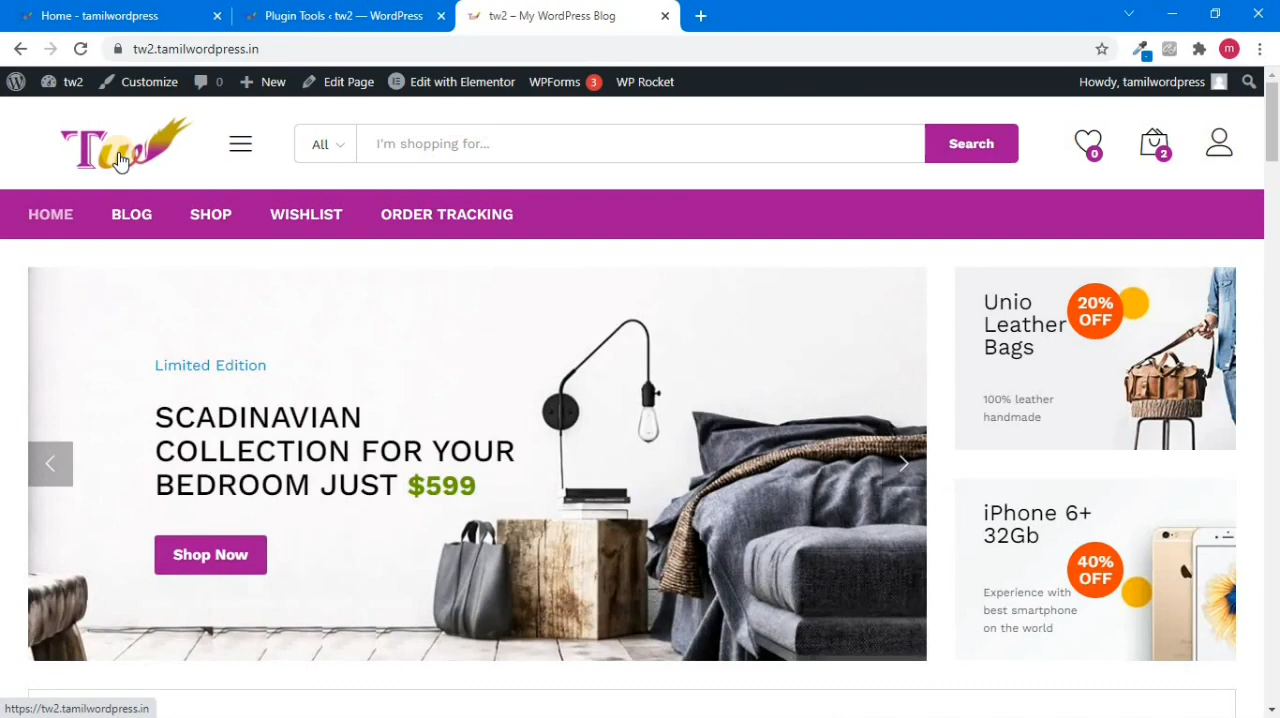 Home - tamilwordpress
Plugin Tools ‹ tw2 — WordPress
tw2 – My WordPress Blog
tw2.tamilwordpress.in
m
tw2
Customize
0
New
Edit Page
Edit with Elementor
WPForms 3
WP Rocket
Howdy, tamilwordpress
Tw
All
I'm shopping for...
Search
0
2
HOME
BLOG
SHOP
WISHLIST
ORDER TRACKING
Limited Edition
SCADINAVIAN
COLLECTION FOR YOUR
BEDROOM JUST $599
Shop Now
Unio
Leather
Bags
20%
OFF
100% leather
handmade
iPhone 6+
32Gb
40%
OFF
Experience with
best smartphone
on the world
https://tw2.tamilwordpress.in